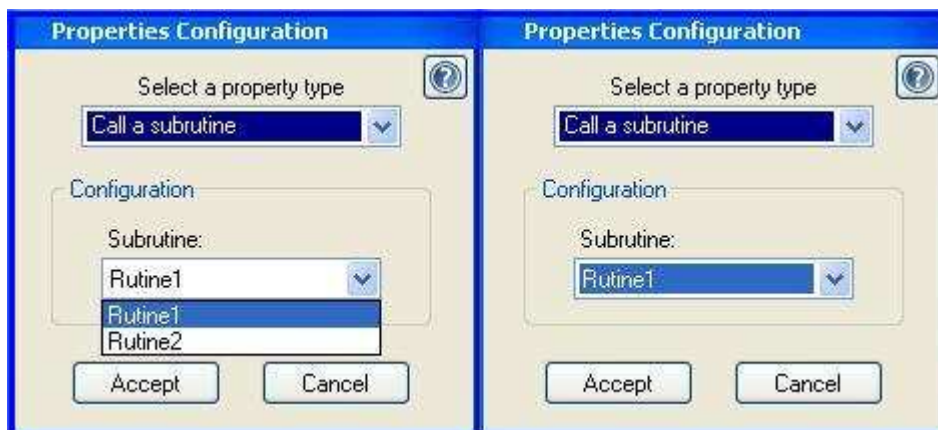 Properties Configuration
Select a property type
Call a subrutine
Configuration
Subrutine:
Rutine1
Rutine1
Rutine2
Accept Cancel
Properties Configuration
Select a property type
Call a subrutine
Configuration
Subrutine:
Rutine1
Accept Cancel